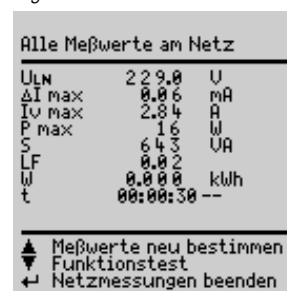 Alle Meßwerte am Netz
ULN 229.0 V
ΔI max 0.06 mA
Iv max 2.84 A
P max 16 W
S 643 VA
LF 0.02
W 0.000 kWh
t 00:00:30 --
▲ Meßwerte neu bestimmen
▼ Funktionstest
↵ Netzmessungen beenden